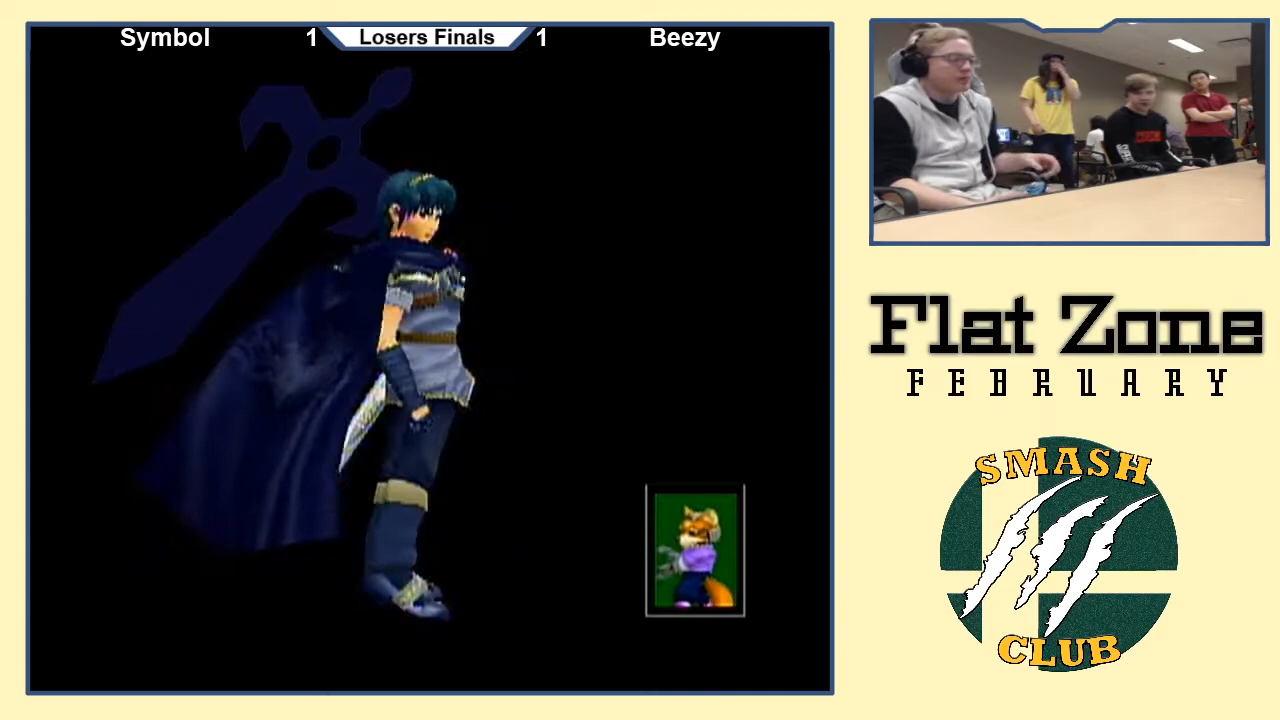 Symbol 1 Losers Finals 1 Beezy
Flat Zone
FEBRUARY
SMASH
CLUB